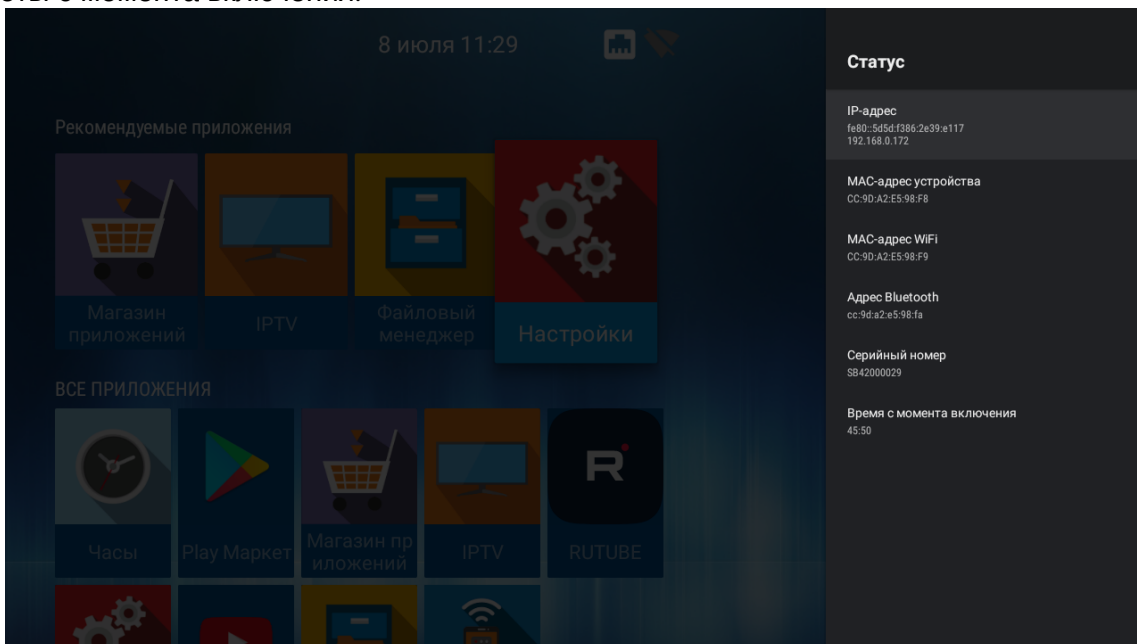 с момента включения.
8 июля 11:29
Рекомендуемые приложения
Магазин
приложений
IPTV
Файловый
менеджер
Настройки
ВСЕ ПРИЛОЖЕНИЯ
Часы
Play Маркет
Магазин пр
иложений
IPTV
R
RUTUBE
Статус
IP-адрес
fe80::5d5d:f386:2e39:e117
192.168.0.172
MAC-адрес устройства
CC:9D:A2:E5:98:F8
MAC-адрес WiFi
CC:9D:A2:E5:98:F9
Адрес Bluetooth
cc:9d:a2:e5:98:fa
Серийный номер
SB42000029
Время с момента включения
45:50